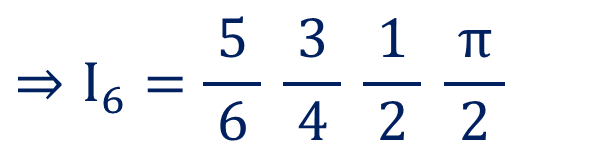 ⇒ I₆ = 5/6 3/4 1/2 π/2